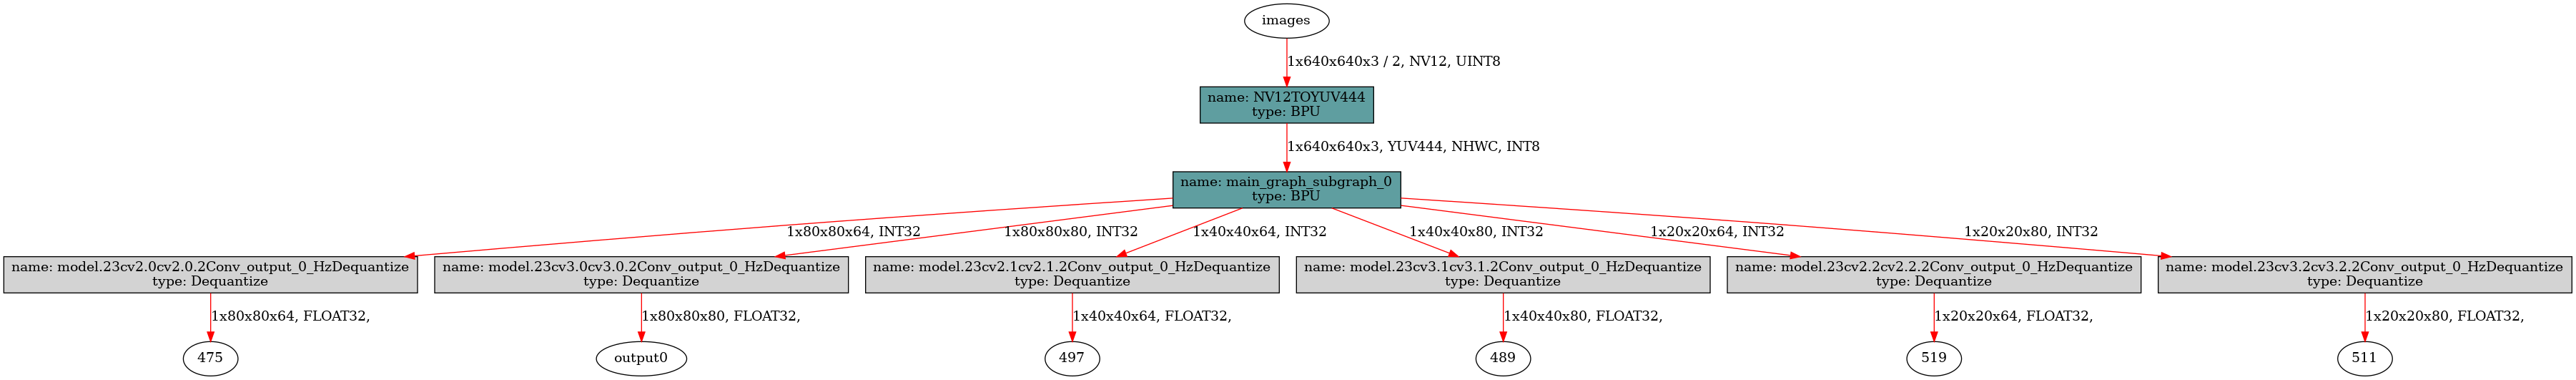 images
1x640x640x3 / 2, NV12, UINT8
name: NV12TOYUV444
type: BPU
1x640x640x3, YUV444, NHWC, INT8
name: main_graph_subgraph_0
type: BPU
1x80x80x64, INT32
1x80x80x80, INT32
1x40x40x64, INT32
1x40x40x80, INT32
1x20x20x64, INT32
1x20x20x80, INT32
name: model.23cv2.0cv2.0.2Conv_output_0_HzDequantize
type: Dequantize
name: model.23cv3.0cv3.0.2Conv_output_0_HzDequantize
type: Dequantize
name: model.23cv2.1cv2.1.2Conv_output_0_HzDequantize
type: Dequantize
name: model.23cv3.1cv3.1.2Conv_output_0_HzDequantize
type: Dequantize
name: model.23cv2.2cv2.2.2Conv_output_0_HzDequantize
type: Dequantize
name: model.23cv3.2cv3.2.2Conv_output_0_HzDequantize
type: Dequantize
1x80x80x64, FLOAT32,
1x80x80x80, FLOAT32,
1x40x40x64, FLOAT32,
1x40x40x80, FLOAT32,
1x20x20x64, FLOAT32,
1x20x20x80, FLOAT32,
475
output0
497
489
519
511